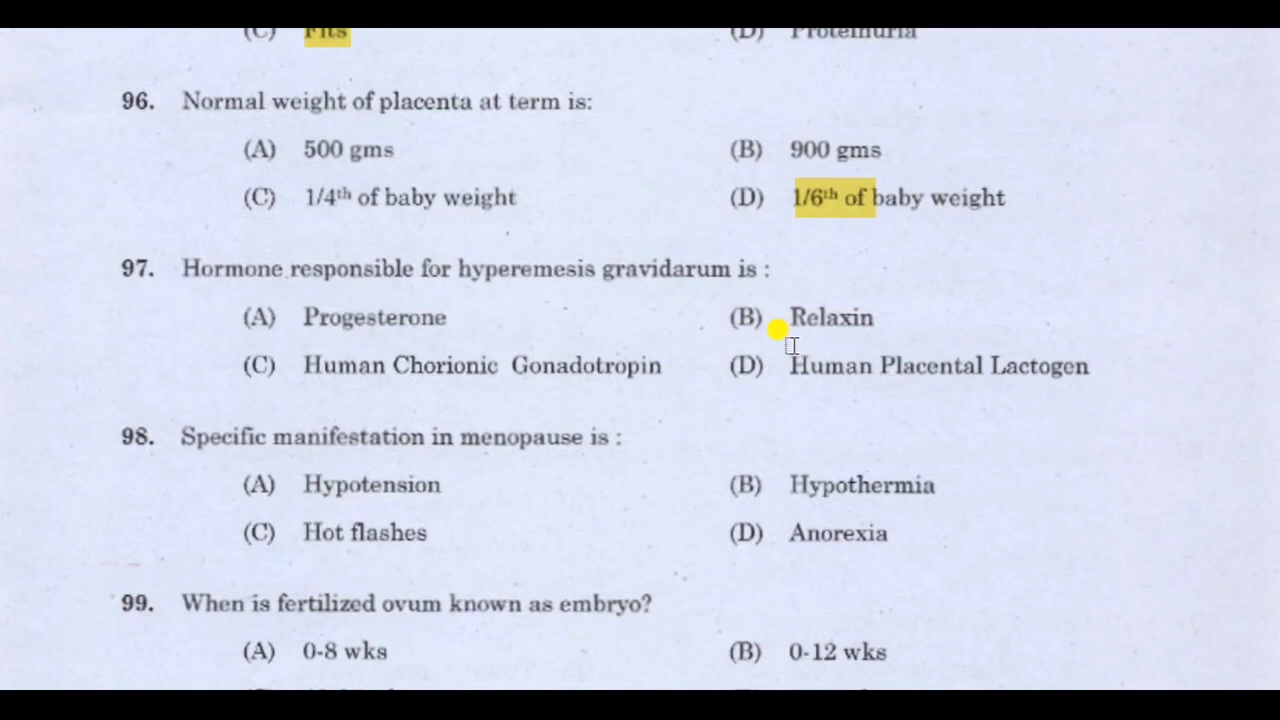 (C) Fits (D) Proteinuria
96. Normal weight of placenta at term is:
(A) 500 gms (B) 900 gms
(C) 1/4th of baby weight (D) 1/6th of baby weight
97. Hormone responsible for hyperemesis gravidarum is :
(A) Progesterone (B) Relaxin
(C) Human Chorionic Gonadotropin (D) Human Placental Lactogen
98. Specific manifestation in menopause is :
(A) Hypotension (B) Hypothermia
(C) Hot flashes (D) Anorexia
99. When is fertilized ovum known as embryo?
(A) 0-8 wks (B) 0-12 wks